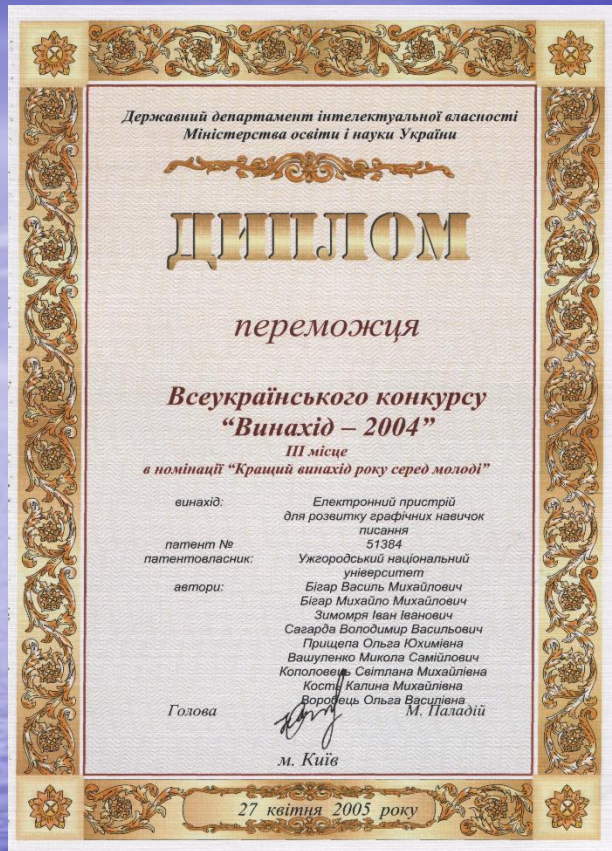 Державний департамент інтелектуальної власності
Міністерства освіти і науки України
ДИПЛОМ
переможця
Всеукраїнського конкурсу
“Винахід – 2004”
III місце
в номінації “Кращий винахід року серед молоді”
винахід: Електронний пристрій
для розвитку графічних навичок
писання
патент № 51384
патентовласник: Ужгородський національний
університет
автори: Бігар Василь Михайлович
Бігар Михайло Михайлович
Зимомря Іван Іванович
Сагарда Володимир Васильович
Прищепа Ольга Юхимівна
Вашуленко Микола Самійлович
Кополовець Світлана Михайлівна
Кость Калина Михайлівна
Воробець Ольга Василівна
Голова М. Паладій
м. Київ
27 квітня 2005 року